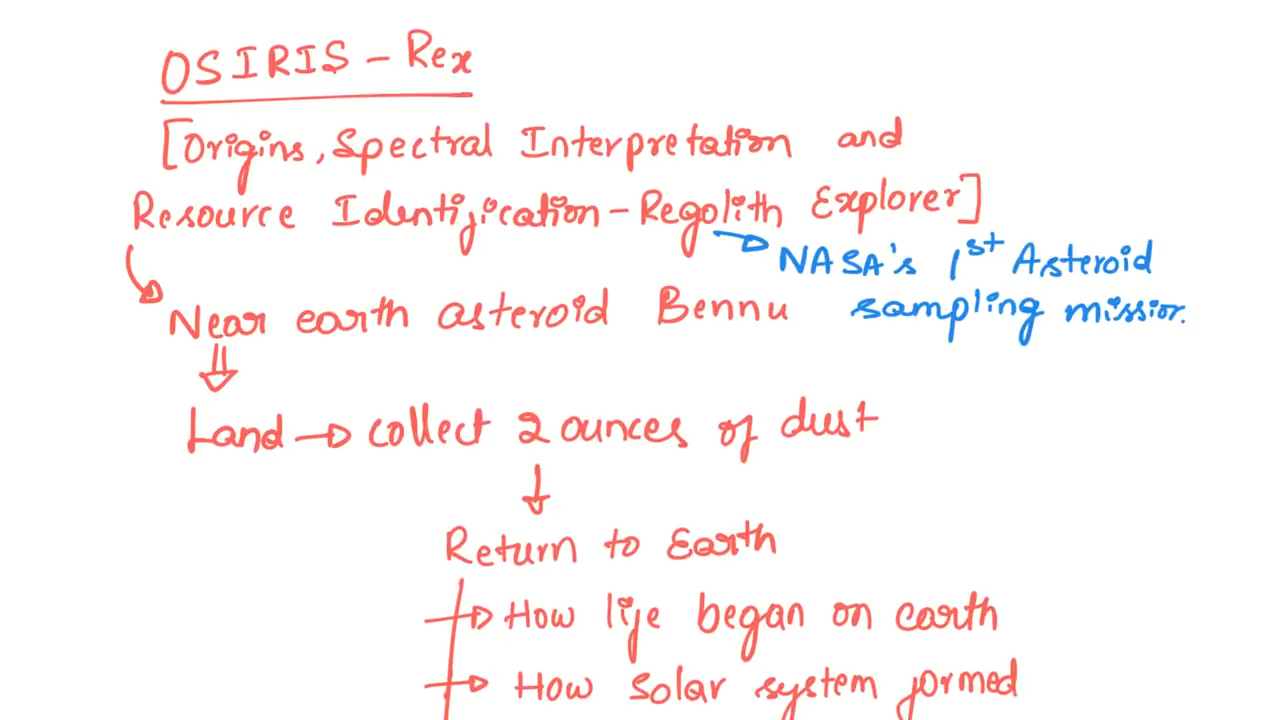 OSIRIS - Rex
[Origins, Spectral Interpretation and
Resource Identification - Regolith Explorer]
NASA's 1st Asteroid
sampling mission.
Near earth asteroid Bennu
Land → collect 2 ounces of dust
Return to Earth
How life began on earth
How solar system formed